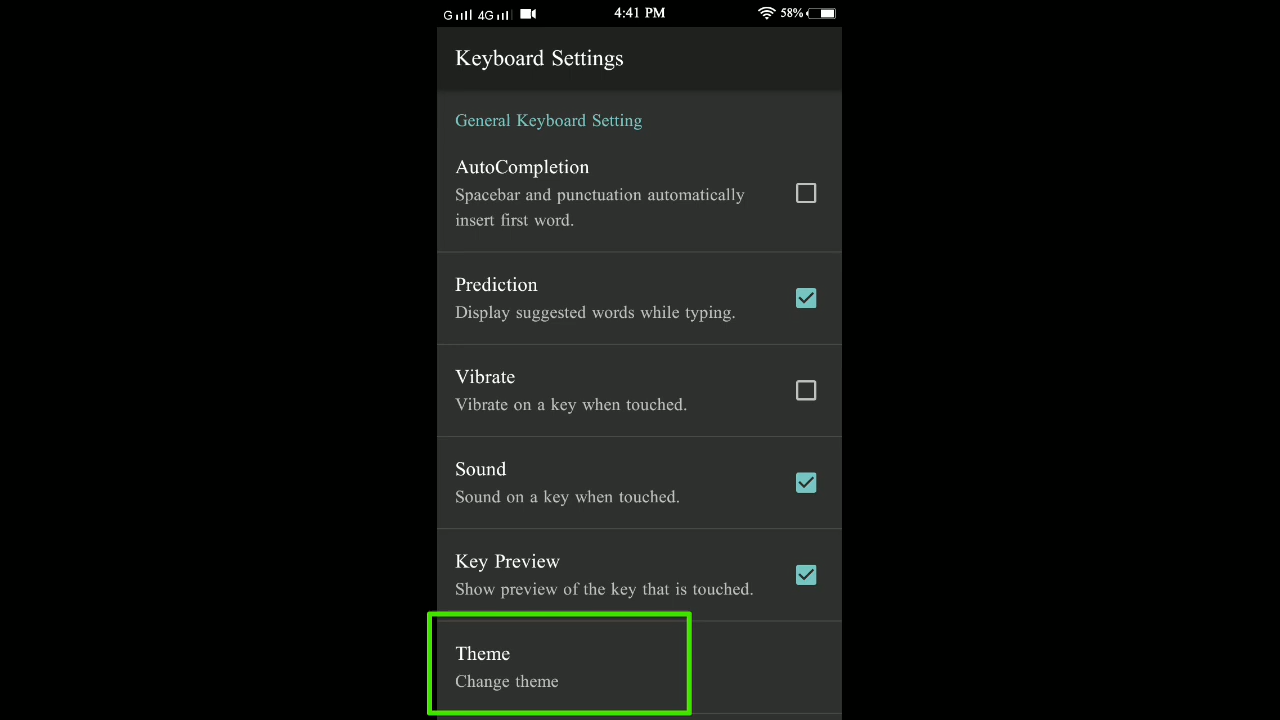 G 4G 4:41 PM 58%
Keyboard Settings
General Keyboard Setting
AutoCompletion
Spacebar and punctuation automatically
insert first word.
Prediction
Display suggested words while typing.
Vibrate
Vibrate on a key when touched.
Sound
Sound on a key when touched.
Key Preview
Show preview of the key that is touched.
Theme
Change theme